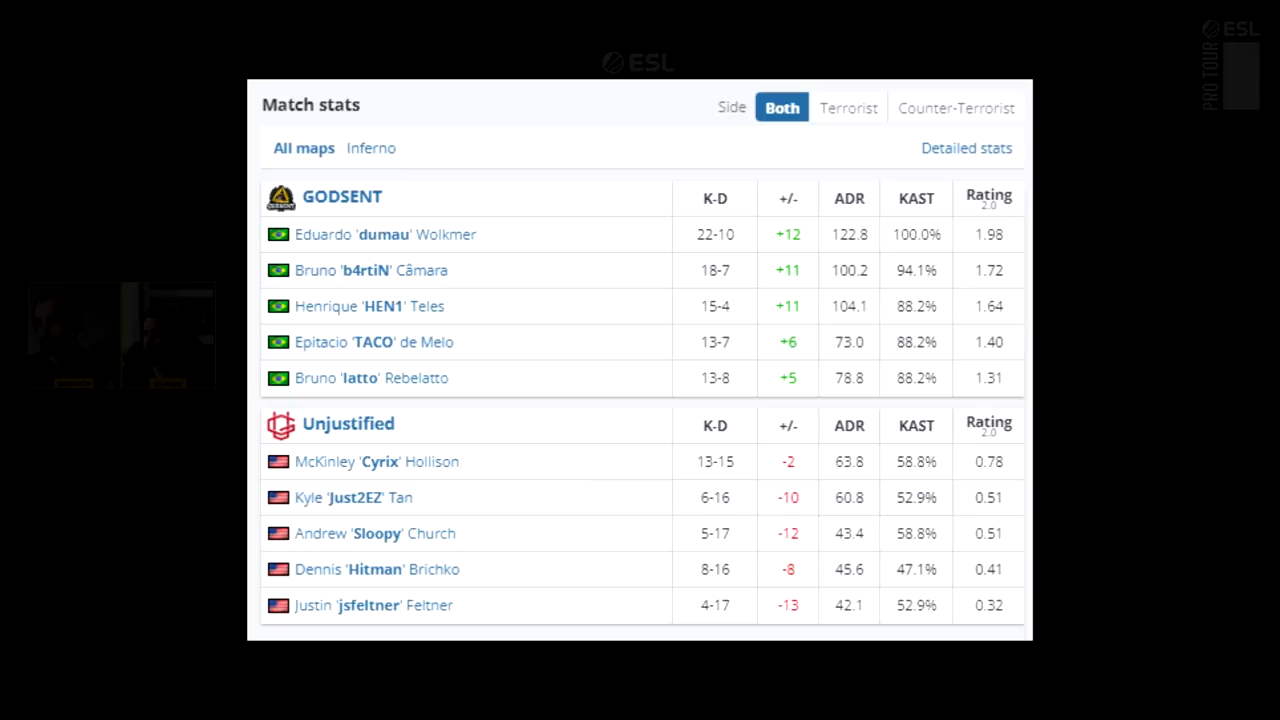 ESL
ESL
PRO TOUR
Match stats
Side Both Terrorist Counter-Terrorist
All maps Inferno Detailed stats
GODSENT K-D +/- ADR KAST Rating 2.0
Eduardo 'dumau' Wolkmer 22-10 +12 122.8 100.0% 1.98
Bruno 'b4rtiN' Câmara 18-7 +11 100.2 94.1% 1.72
Henrique 'HEN1' Teles 15-4 +11 104.1 88.2% 1.64
Epitacio 'TACO' de Melo 13-7 +6 73.0 88.2% 1.40
Bruno 'latto' Rebelatto 13-8 +5 78.8 88.2% 1.31
Unjustified K-D +/- ADR KAST Rating 2.0
McKinley 'Cyrix' Hollison 13-15 -2 63.8 58.8% 0.78
Kyle 'Just2EZ' Tan 6-16 -10 60.8 52.9% 0.51
Andrew 'Sloopy' Church 5-17 -12 43.4 58.8% 0.51
Dennis 'Hitman' Brichko 8-16 -8 45.6 47.1% 0.41
Justin 'jsfeltner' Feltner 4-17 -13 42.1 52.9% 0.32